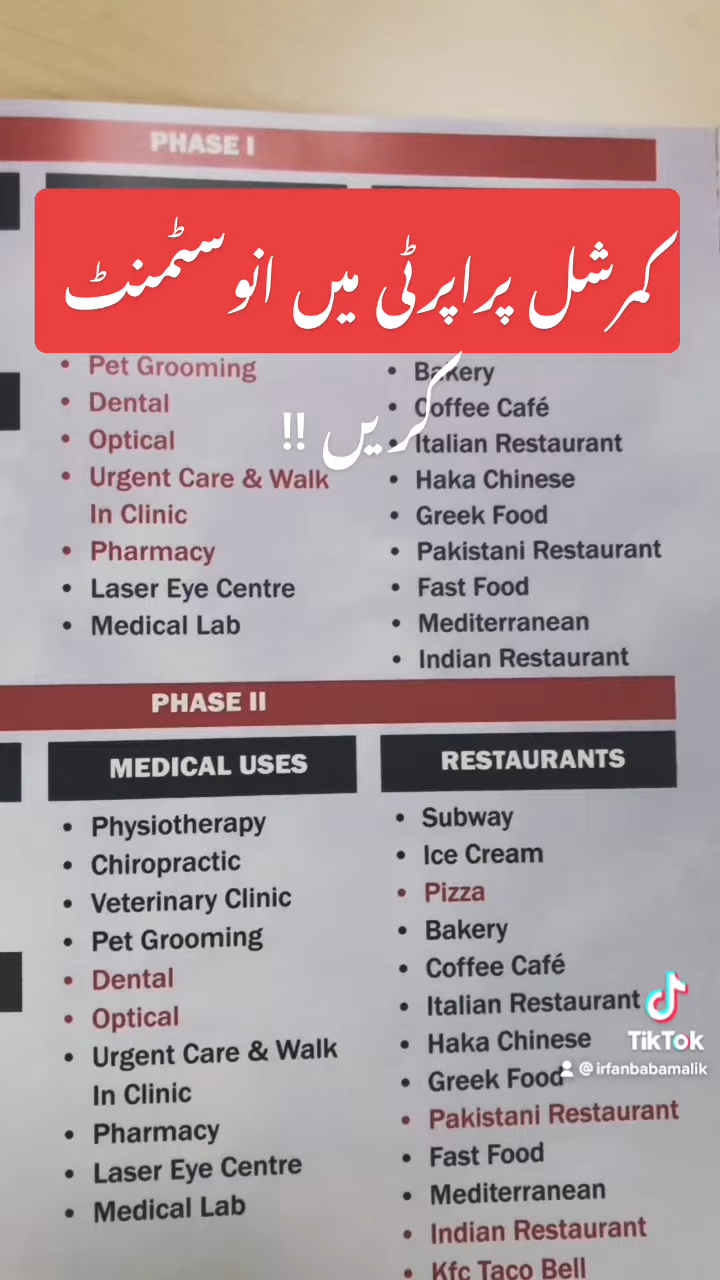 PHASE I
کمرشل پراپرٹی میں انوسٹمنٹ
کریں !!
Pet Grooming
Dental
Optical
Urgent Care & Walk
In Clinic
Pharmacy
Laser Eye Centre
Medical Lab
Bakery
Coffee Café
Italian Restaurant
Haka Chinese
Greek Food
Pakistani Restaurant
Fast Food
Mediterranean
Indian Restaurant
PHASE II
MEDICAL USES
Physiotherapy
Chiropractic
Veterinary Clinic
Pet Grooming
Dental
Optical
Urgent Care & Walk
In Clinic
Pharmacy
Laser Eye Centre
Medical Lab
RESTAURANTS
Subway
Ice Cream
Pizza
Bakery
Coffee Café
Italian Restaurant
Haka Chinese
Greek Food
Pakistani Restaurant
Fast Food
Mediterranean
Indian Restaurant
Kfc Taco Bell
TikTok
@irfanbabamalik